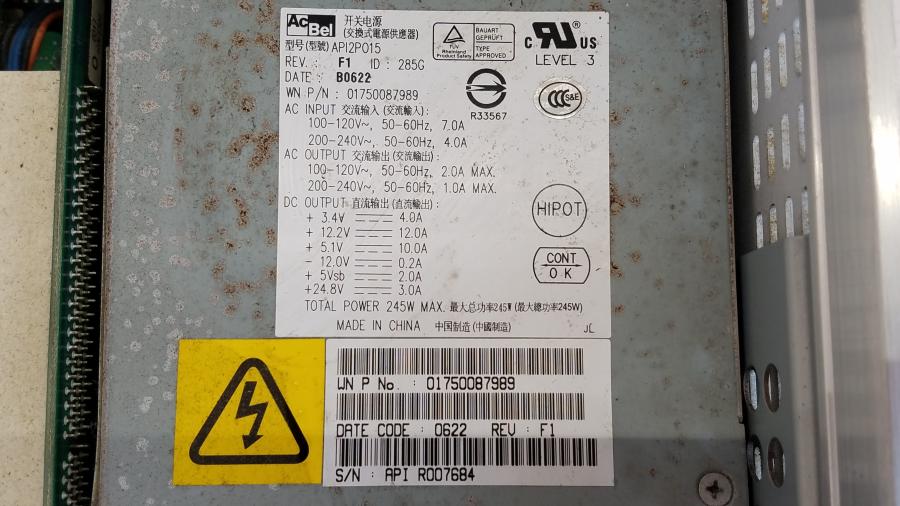 AcBel 开关电源
(交換式電源供應器)
型号(型號) API2PO15
REV.: F1 ID: 285G
DATE: B0622
WN P/N: 01750087989
AC INPUT 交流输入 (交流輸入):
100-120V~, 50-60Hz, 7.0A
200-240V~, 50-60Hz, 4.0A
AC OUTPUT 交流输出 (交流輸出):
100-120V~, 50-60Hz, 2.0A MAX.
200-240V~, 50-60Hz, 1.0A MAX.
DC OUTPUT 直流输出 (直流輸出):
+ 3.4V 4.0A
+ 12.2V 12.0A
+ 5.1V 10.0A
- 12.0V 0.2A
+ 5Vsb 2.0A
+24.8V 3.0A
TOTAL POWER 245W MAX. 最大总功率245W (最大總功率245W)
MADE IN CHINA 中国制造 (中國製造)
JL
TÜV
Rheinland
Product Safety
BAUART
GEPRÜFT
TYPE
APPROVED
c RU ® US
LEVEL 3
R33567
CCC S&E
HIPOT
CONT
OK
WN P No. : 01750087989
DATE CODE : 0622 REV : F1
S/N : API R007684